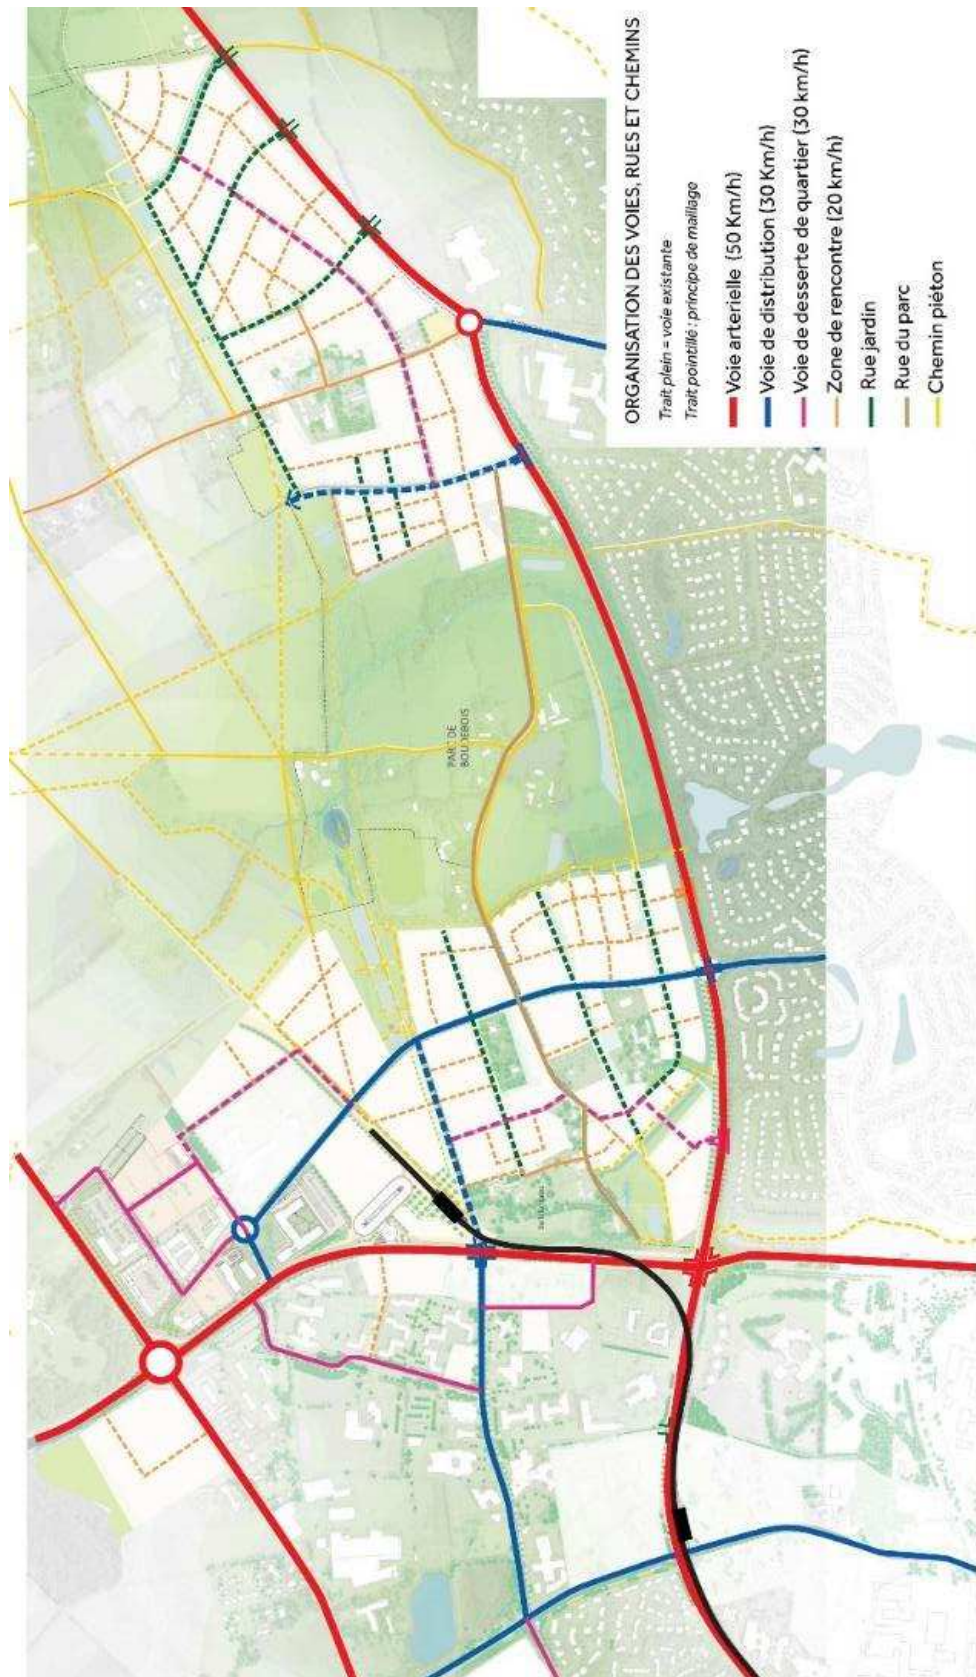 ORGANISATION DES VOIES, RUES ET CHEMINS
Trait plein = voie existante
Trait pointillé : principe de maillage
Voie arterielle (50 Km/h)
Voie de distribution (30 Km/h)
Voie de desserte de quartier (30 km/h)
Zone de rencontre (20 km/h)
Rue jardin
Rue du parc
Chemin piéton
PARC DE